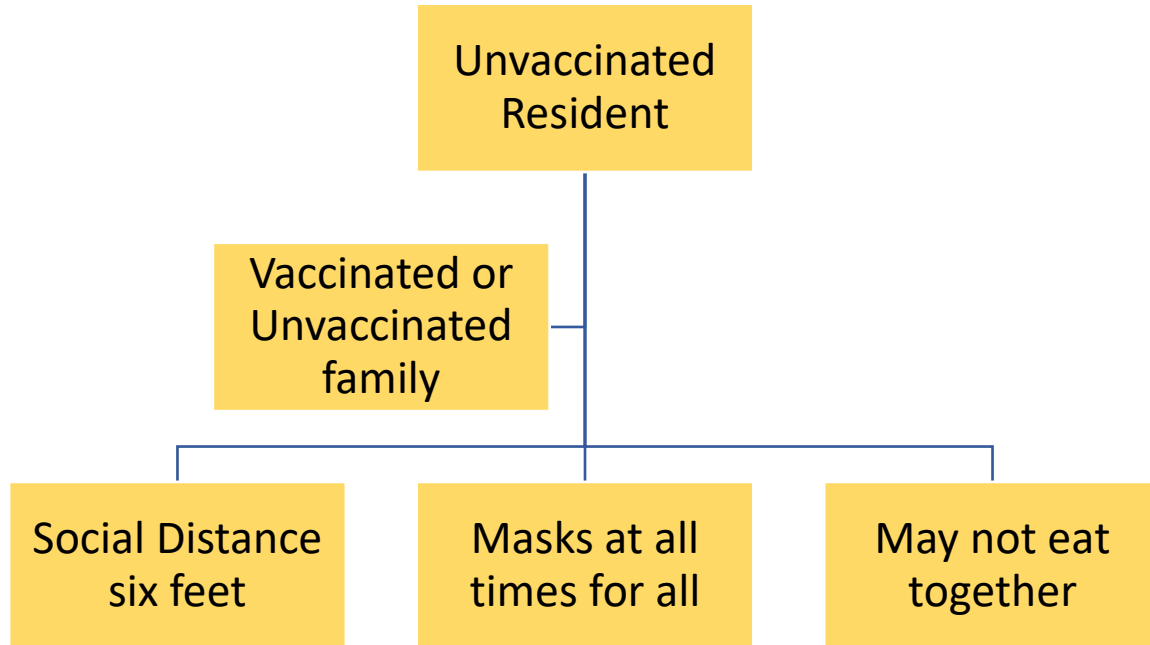 Unvaccinated
Resident
Vaccinated or
Unvaccinated
family
Social Distance
six feet
Masks at all
times for all
May not eat
together